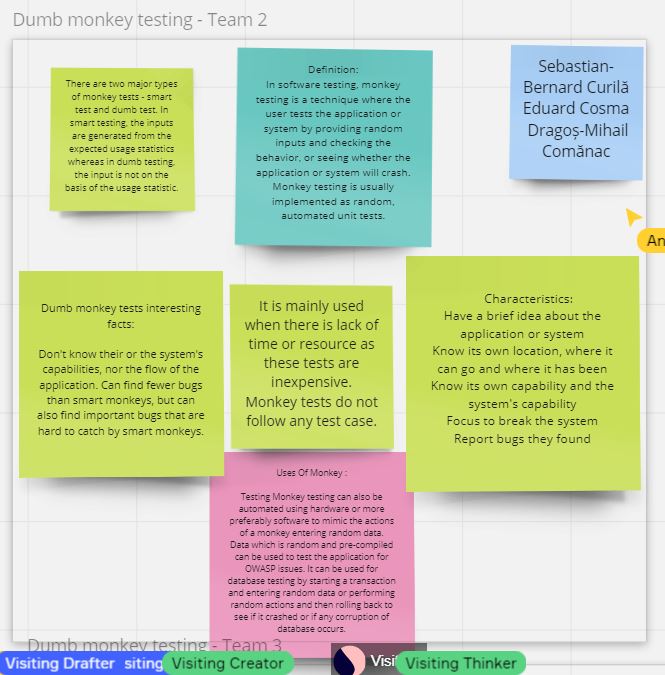 Dumb monkey testing - Team 2
There are two major types
of monkey tests - smart
test and dumb test. In
smart testing, the inputs
are generated from the
expected usage statistics
whereas in dumb testing,
the input is not on the
basis of the usage statistic.
Definition:
In software testing, monkey
testing is a technique where the
user tests the application or
system by providing random
inputs and checking the
behavior, or seeing whether the
application or system will crash.
Monkey testing is usually
implemented as random,
automated unit tests.
Sebastian-
Bernard Curilă
Eduard Cosma
Dragoș-Mihail
Comănac
An
Dumb monkey tests interesting
facts:
Don't know their or the system's
capabilities, nor the flow of the
application. Can find fewer bugs
than smart monkeys, but can
also find important bugs that are
hard to catch by smart monkeys.
It is mainly used
when there is lack of
time or resource as
these tests are
inexpensive.
Monkey tests do not
follow any test case.
Characteristics:
Have a brief idea about the
application or system
Know its own location, where it
can go and where it has been
Know its own capability and the
system's capability
Focus to break the system
Report bugs they found
Uses Of Monkey :
Testing Monkey testing can also be
automated using hardware or more
preferably software to mimic the actions
of a monkey entering random data.
Data which is random and pre-compiled
can be used to test the application for
OWASP issues. It can be used for
database testing by starting a transaction
and entering random data or performing
random actions and then rolling back to
see if it crashed or if any corruption of
database occurs.
Dumb monkey testing - Team 3
Visiting Drafter siting Visiting Creator Visi Visiting Thinker